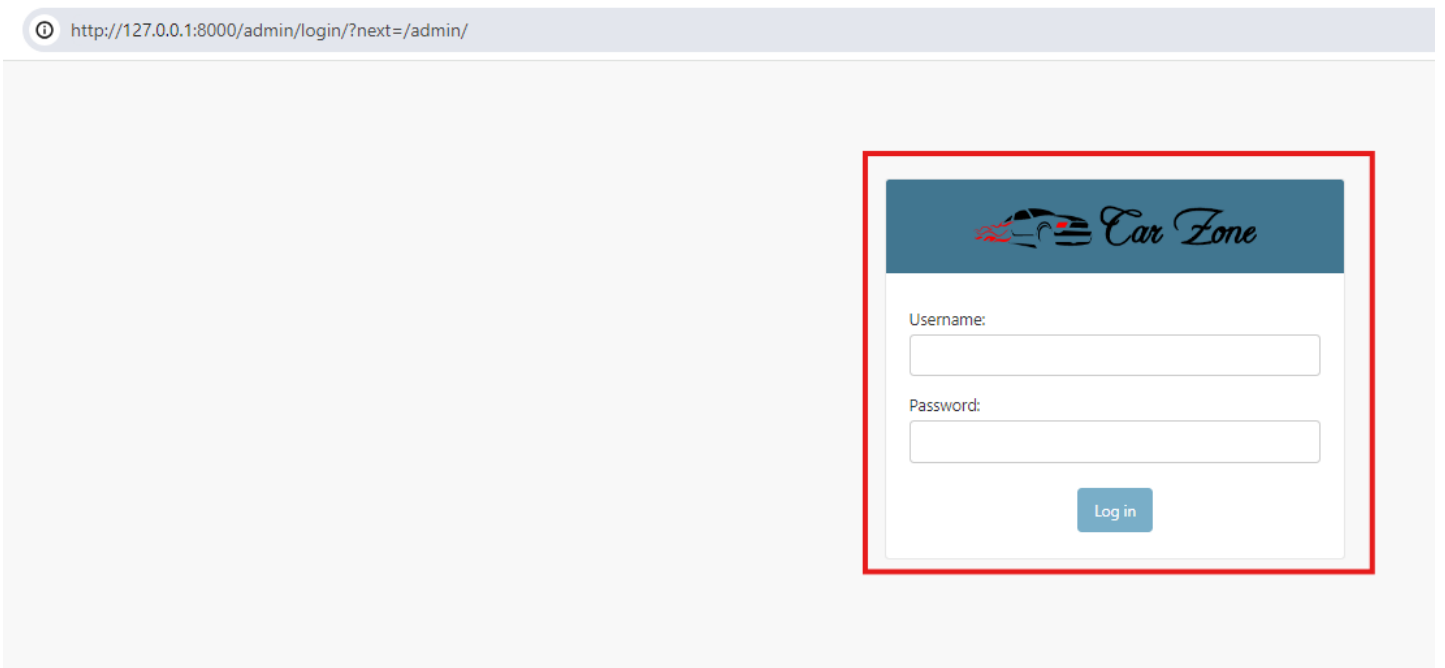 http://127.0.0.1:8000/admin/login/?next=/admin/
Car Zone
Username:
Password:
Log in